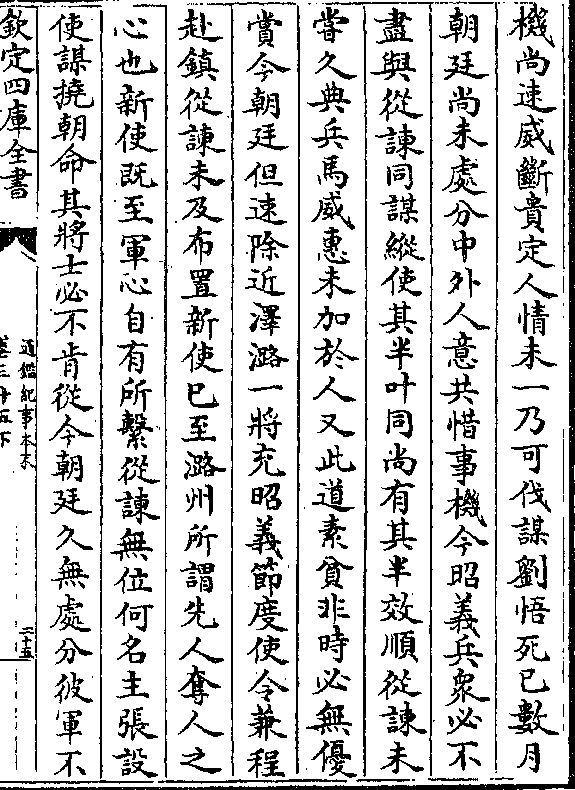 機尚速威斷貴定人情未一乃可伐謀劉悟死已數月
朝廷尚未處分中外人意共惜事機今昭義兵衆必不
盡與從諫同謀縱使其半叶同尚有其半效順從諫未
嘗久典兵馬威惠未加於人又此道素貧非時必無優
賞今朝廷但速除近澤潞一將充昭義節度使令兼程
赴鎮從諫未及布置新使已至潞州所謂先人奪人之
心也新使既至軍心自有所繫從諫無位何名主張設
使謀撓朝命其將士必不肯從今朝廷久無處分彼軍不
欽定四庫全書
通鑑紀事本末
卷三十五下
二十五